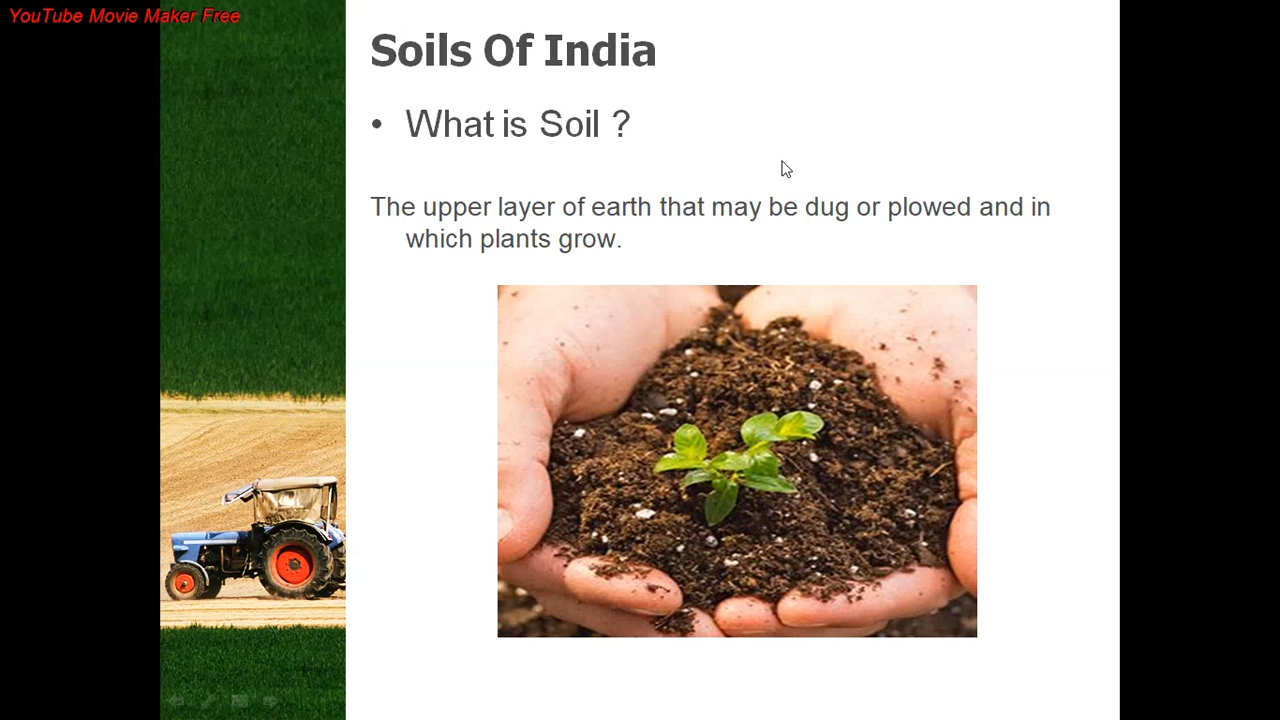 YouTube Movie Maker Free
Soils Of India
• What is Soil ?
The upper layer of earth that may be dug or plowed and in
which plants grow.